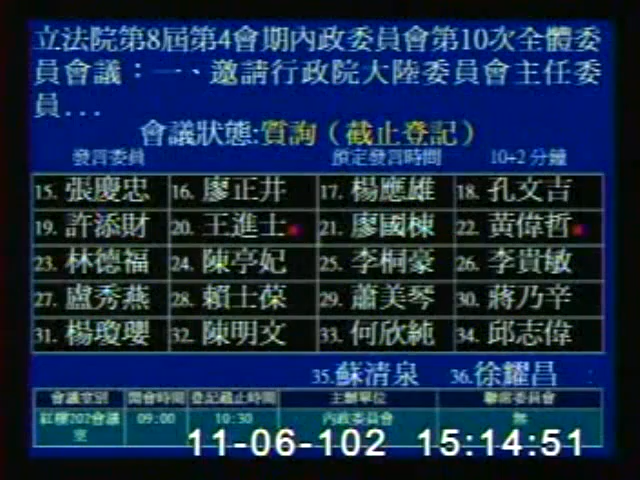 立法院第8屆第4會期內政委員會第10次全體委
員會議：一、邀請行政院大陸委員會主任委
員...
會議狀態:質詢（截止登記）
發言委員 預定發言時間 10+2 分鐘
15. 張慶忠 16. 廖正井 17. 楊應雄 18. 孔文吉
19. 許添財 20. 王進士 21. 廖國棟 22. 黃偉哲
23. 林德福 24. 陳亭妃 25. 李桐豪 26. 李貴敏
27. 盧秀燕 28. 賴士葆 29. 蕭美琴 30. 蔣乃辛
31. 楊瓊瓔 32. 陳明文 33. 何欣純 34. 邱志偉
35.蘇清泉 36.徐耀昌
會議室別 開會時間 登記截止時間 主辦單位 聯席委員會
紅樓202會議 09:00 10:30 內政委員會 無
室
11-06-102 15:14:51